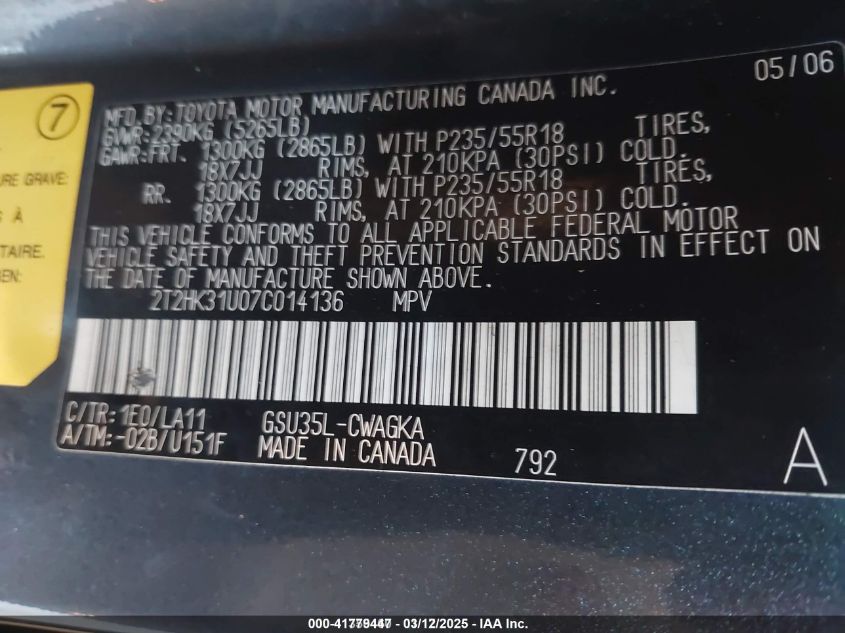 05/06
7
MFD. BY: TOYOTA MOTOR MANUFACTURING CANADA INC.
GVWR: 2390KG (5265LB)
GAWR: FRT. 1300KG (2865LB) WITH P235/55R18 TIRES,
18X7JJ RIMS, AT 210KPA (30PSI) COLD.
RR. 1300KG (2865LB) WITH P235/55R18 TIRES,
18X7JJ RIMS, AT 210KPA (30PSI) COLD.
THIS VEHICLE CONFORMS TO ALL APPLICABLE FEDERAL MOTOR
VEHICLE SAFETY AND THEFT PREVENTION STANDARDS IN EFFECT ON
THE DATE OF MANUFACTURE SHOWN ABOVE.
2T2HK31U07C014136 MPV
C/TR: 1E0/LA11 GSU35L-CWAGKA
A/TM: -02B/U151F MADE IN CANADA
792
A
URE GRAVE:
S À
TAIRE.
EN:
000-41779447 - 03/12/2025 - IAA Inc.